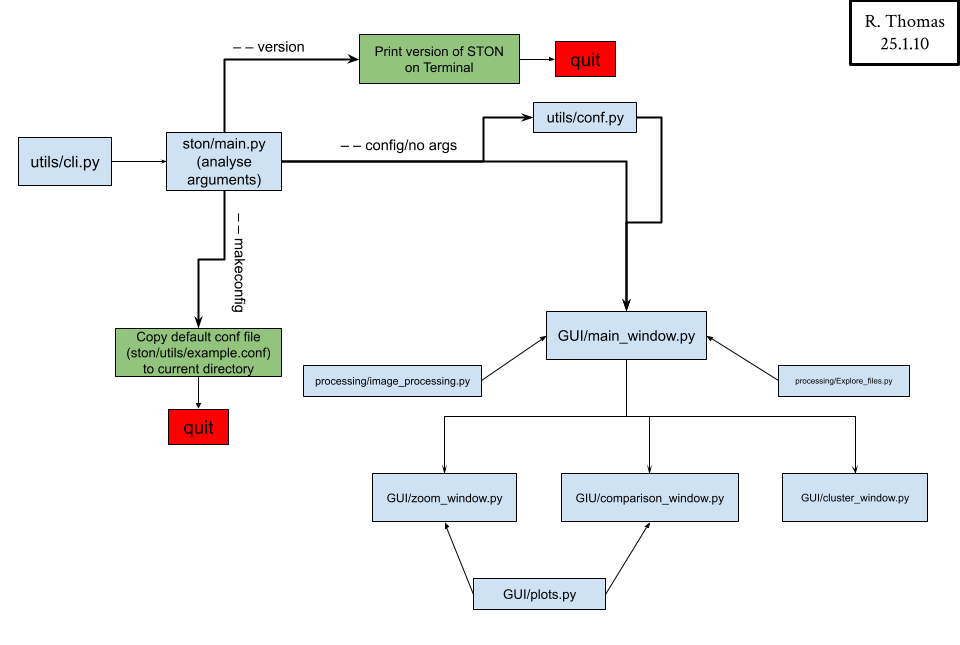 R. Thomas
25.1.10
– – version
Print version of STON
on Terminal
quit
utils/conf.py
– – config/no args
utils/cli.py
ston/main.py
(analyse
arguments)
– – makeconfig
Copy default conf file
(ston/utils/example.conf)
to current directory
quit
GUI/main_window.py
processing/image_processing.py
processing/Explore_files.py
GUI/zoom_window.py
GIU/comparison_window.py
GUI/cluster_window.py
GUI/plots.py